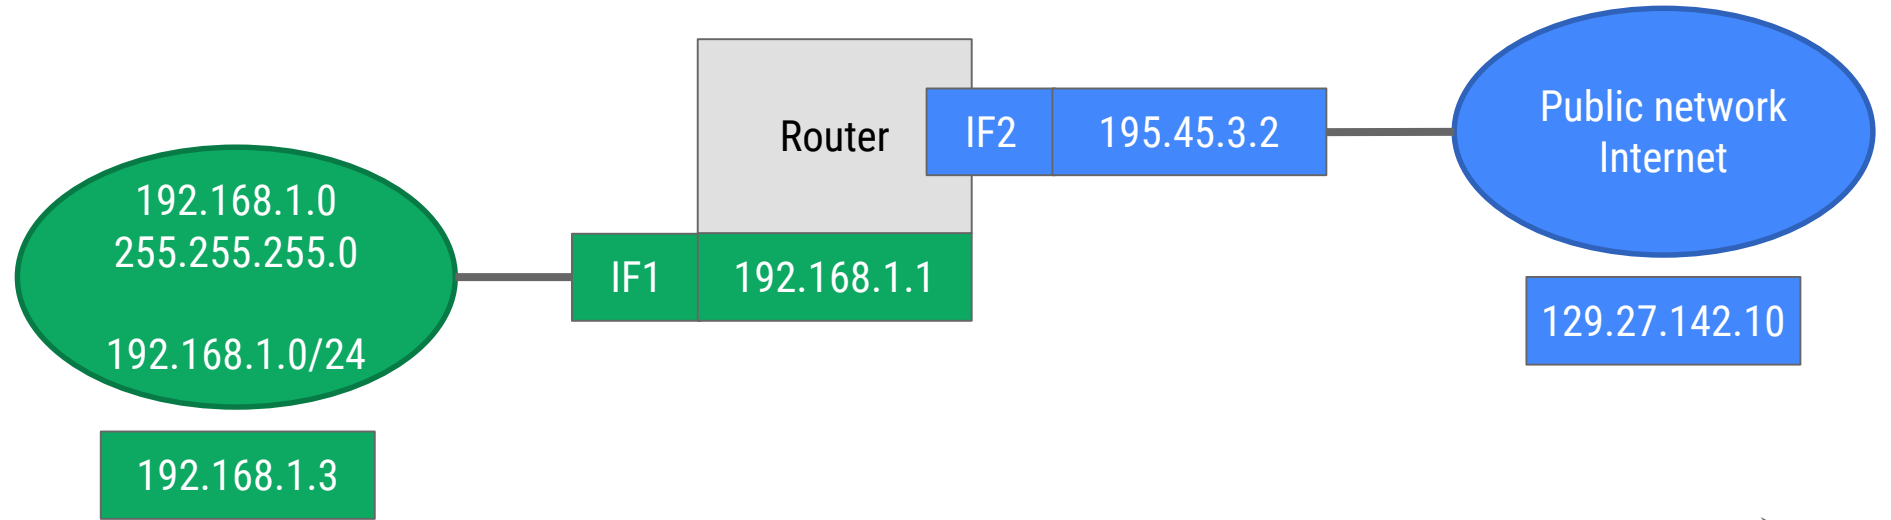 192.168.1.0
255.255.255.0
192.168.1.0/24
192.168.1.3
Router
IF1
192.168.1.1
IF2
195.45.3.2
Public network
Internet
129.27.142.10